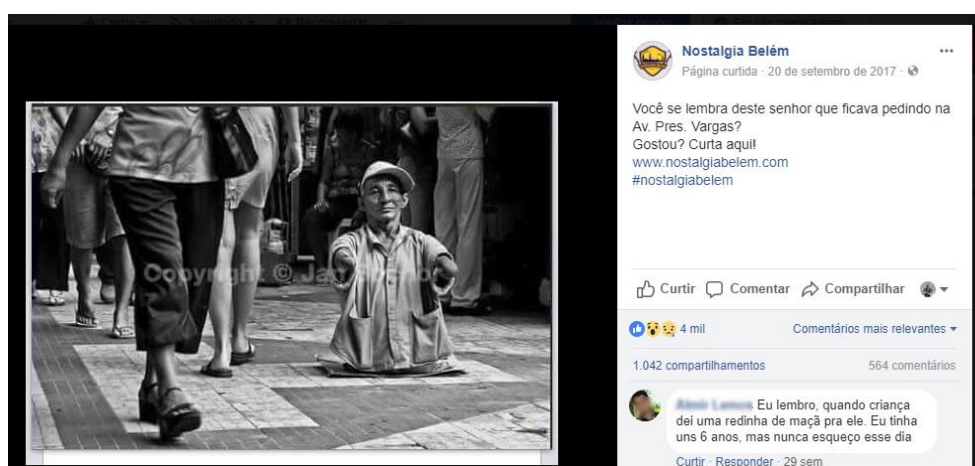 Nostalgia Belém
Página curtida · 20 de setembro de 2017 ·
Você se lembra deste senhor que ficava pedindo na
Av. Pres. Vargas?
Gostou? Curta aqui!
www.nostalgiabelem.com
#nostalgiabelem
Curtir Comentar Compartilhar
4 mil Comentários mais relevantes
1.042 compartilhamentos 564 comentários
Eu lembro, quando criança
dei uma redinha de maçã pra ele. Eu tinha
uns 6 anos, mas nunca esqueço esse dia
Curtir · Responder · 29 sem
Copyright ©